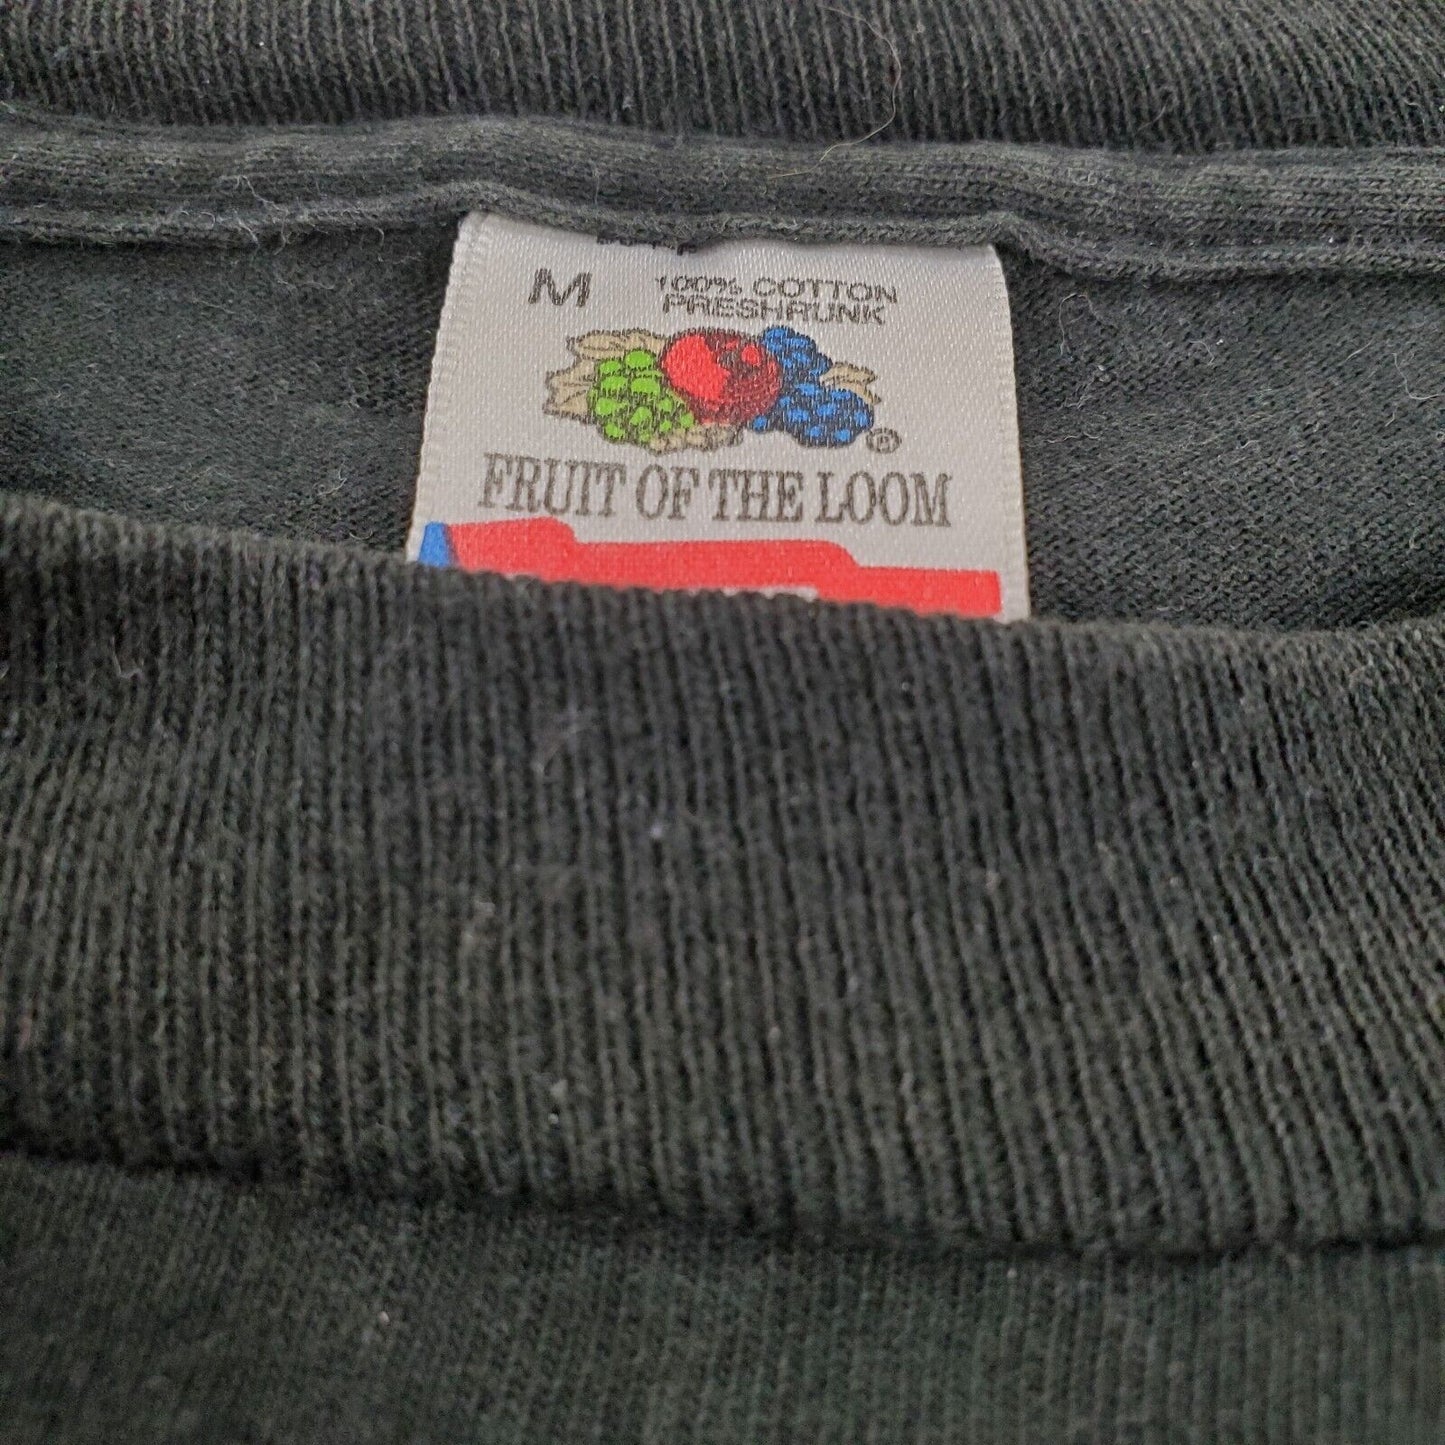 M
100% COTTON
PRESHRUNK
®
FRUIT OF THE LOOM